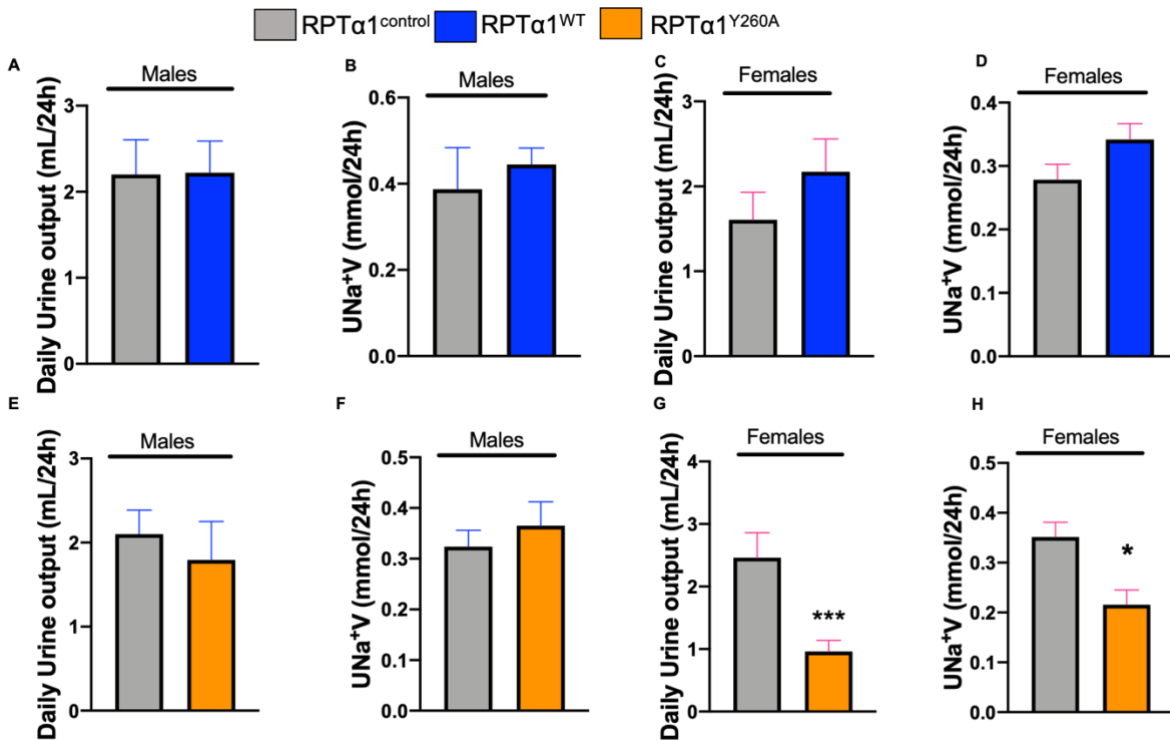 RPTα1control RPTα1WT RPTα1Y260A
A
Males
Daily Urine output (mL/24h)
3
2
1
0
B
Males
UNa+V (mmol/24h)
0.6
0.4
0.2
0.0
C
Females
Daily Urine output (mL/24h)
3
2
1
0
D
Females
UNa+V (mmol/24h)
0.4
0.3
0.2
0.1
0.0
E
Males
Daily Urine output (mL/24h)
3
2
1
0
F
Males
UNa+V (mmol/24h)
0.5
0.4
0.3
0.2
0.1
0.0
G
Females
Daily Urine output (mL/24h)
4
3
2
1
0
***
H
Females
UNa+V (mmol/24h)
0.5
0.4
0.3
0.2
0.1
0.0
*